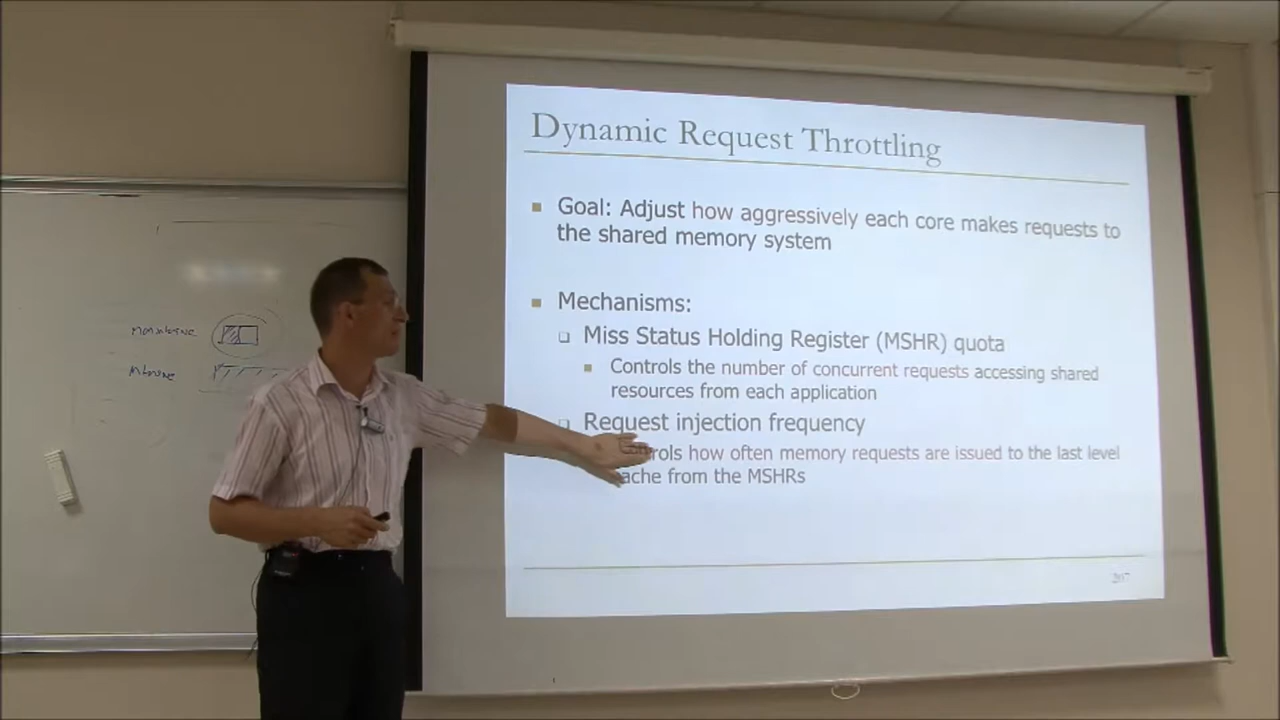 Dynamic Request Throttling
Goal: Adjust how aggressively each core makes requests to
the shared memory system
Mechanisms:
Miss Status Holding Register (MSHR) quota
Controls the number of concurrent requests accessing shared
resources from each application
Request injection frequency
how often memory requests are issued to the last level
from the MSHRs